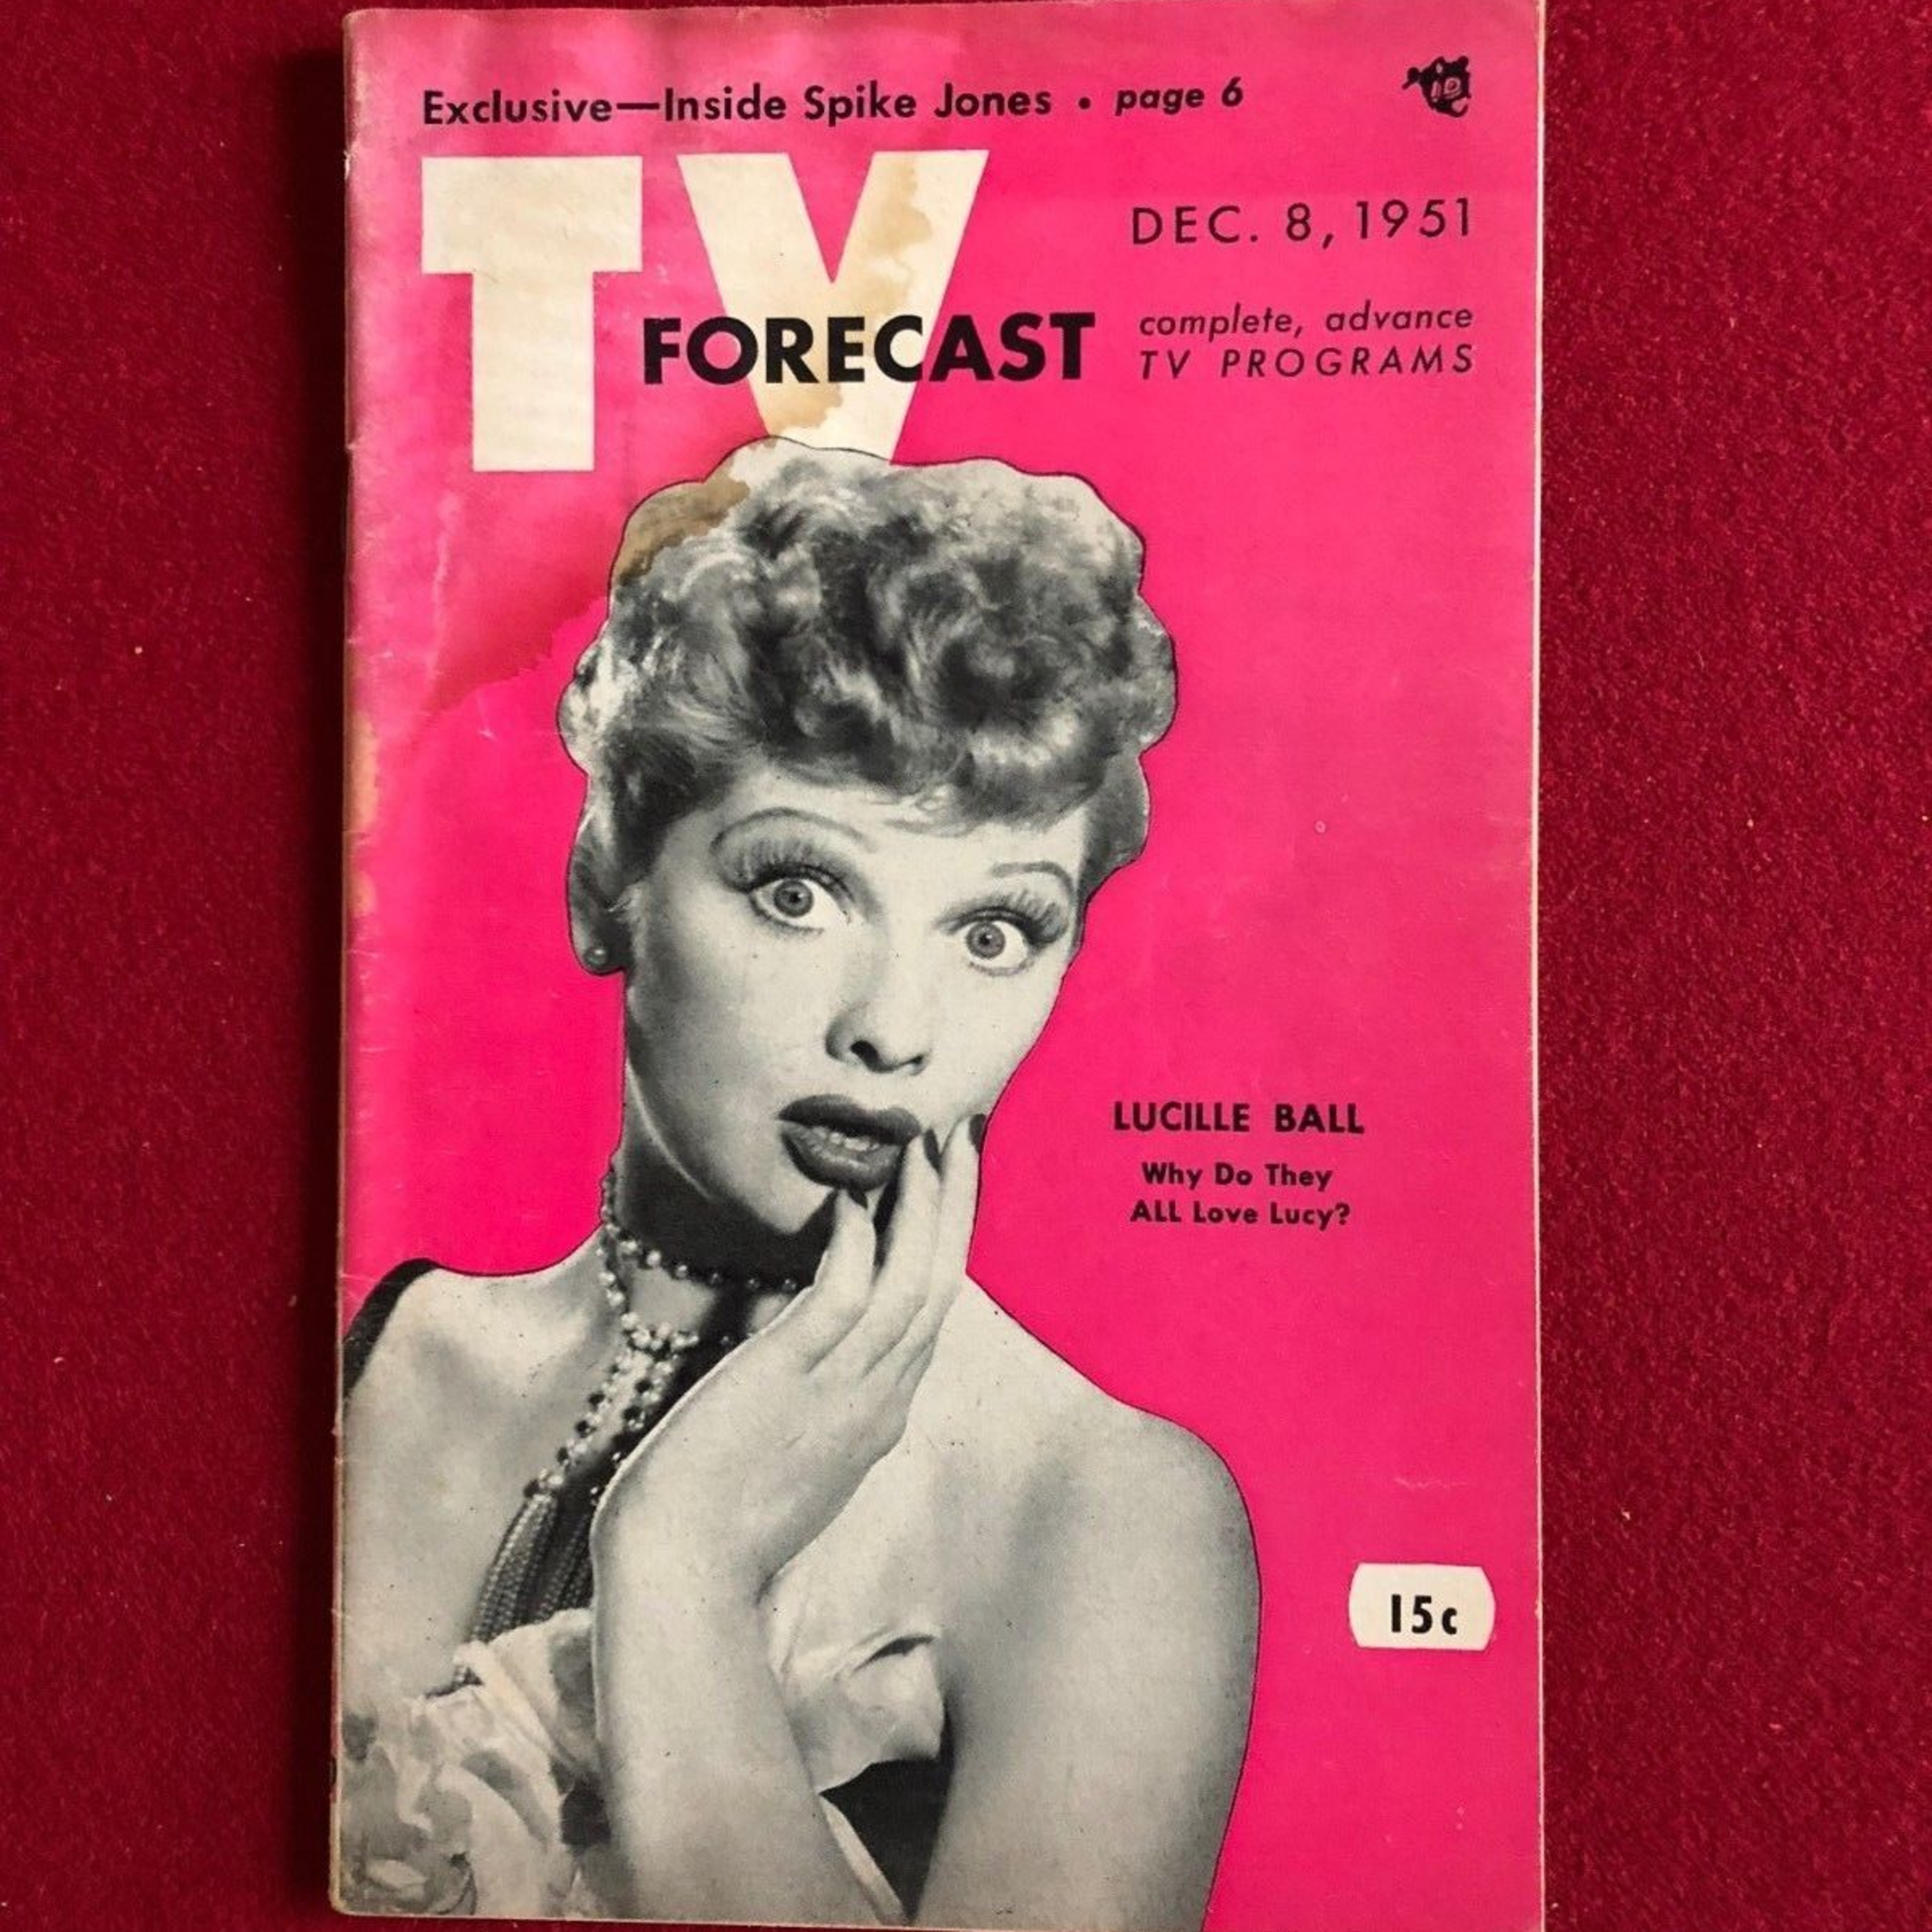 Exclusive—Inside Spike Jones • page 6
TV
DEC. 8, 1951
FORECAST
complete, advance
TV PROGRAMS
LUCILLE BALL
Why Do They
ALL Love Lucy?
15c